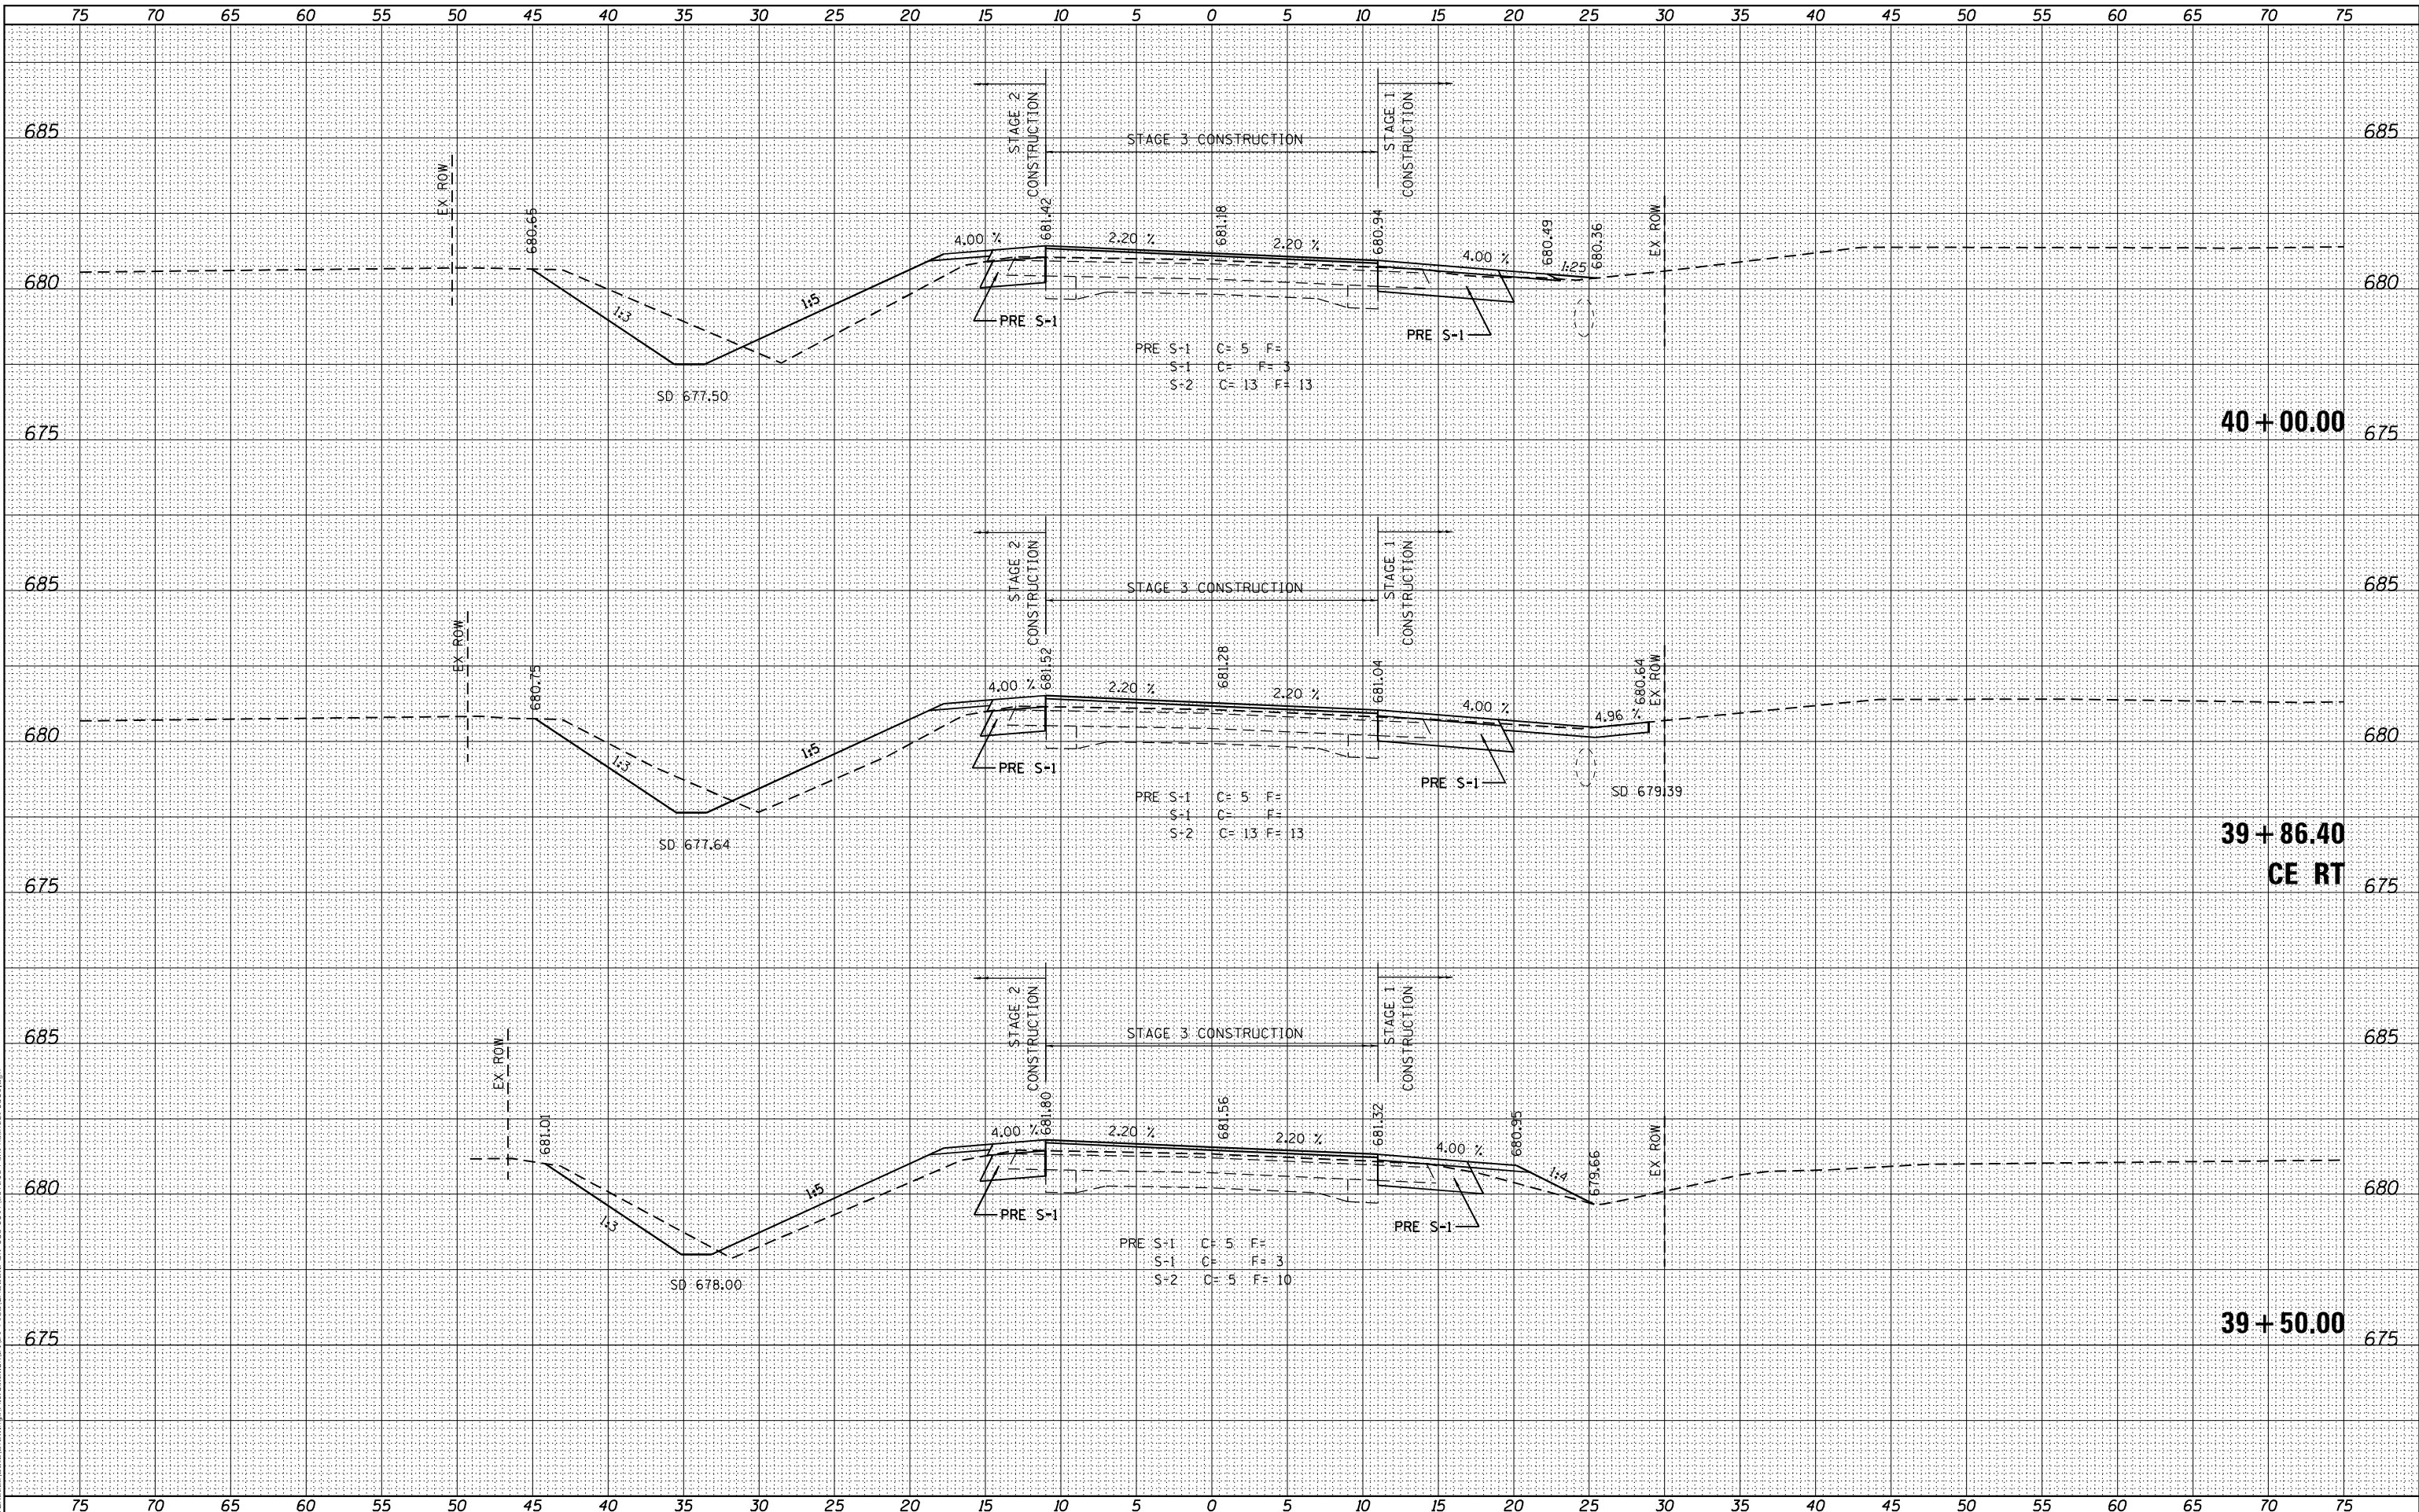 75 70 65 60 55 50 45 40 35 30 25 20 15 10 5 0 5 10 15 20 25 30 35 40 45 50 55 60 65 70 75
STAGE 2
CONSTRUCTION
STAGE 3 CONSTRUCTION
STAGE 1
CONSTRUCTION
685 685
EX ROW
680.65
681.42
681.18
680.94
680.49
680.36
EX ROW
4.00 %
2.20 %
2.20 %
4.00 %
1:25
680 680
1:3
1:5
PRE S-1
PRE S-1
PRE S-1 C= 5 F=
S-1 C= F= 3
S-2 C= 13 F= 13
SD 677.50
40 + 00.00
675 675
STAGE 2
CONSTRUCTION
STAGE 3 CONSTRUCTION
STAGE 1
CONSTRUCTION
685 685
EX ROW
680.75
681.52
681.28
681.04
680.64
EX ROW
4.00 %
2.20 %
2.20 %
4.00 %
4.96 %
680 680
1:3
1:5
PRE S-1
PRE S-1
SD 679.39
PRE S-1 C= 5 F=
S-1 C= F=
S-2 C= 13 F= 13
SD 677.64
39 + 86.40
CE RT
675 675
STAGE 2
CONSTRUCTION
STAGE 3 CONSTRUCTION
STAGE 1
CONSTRUCTION
685 685
EX ROW
681.01
681.80
681.56
681.32
680.95
679.66
EX ROW
4.00 %
2.20 %
2.20 %
4.00 %
1:4
680 680
1:3
1:5
PRE S-1
PRE S-1
PRE S-1 C= 5 F=
S-1 C= F= 3
S-2 C= 5 F= 10
SD 678.00
39 + 50.00
675 675
75 70 65 60 55 50 45 40 35 30 25 20 15 10 5 0 5 10 15 20 25 30 35 40 45 50 55 60 65 70 75